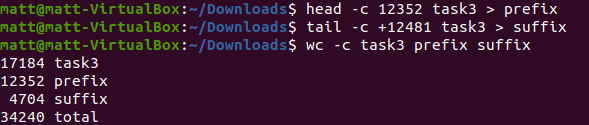 matt@matt-VirtualBox:~/Downloads$ head -c 12352 task3 > prefix
matt@matt-VirtualBox:~/Downloads$ tail -c +12481 task3 > suffix
matt@matt-VirtualBox:~/Downloads$ wc -c task3 prefix suffix
17184 task3
12352 prefix
 4704 suffix
34240 total